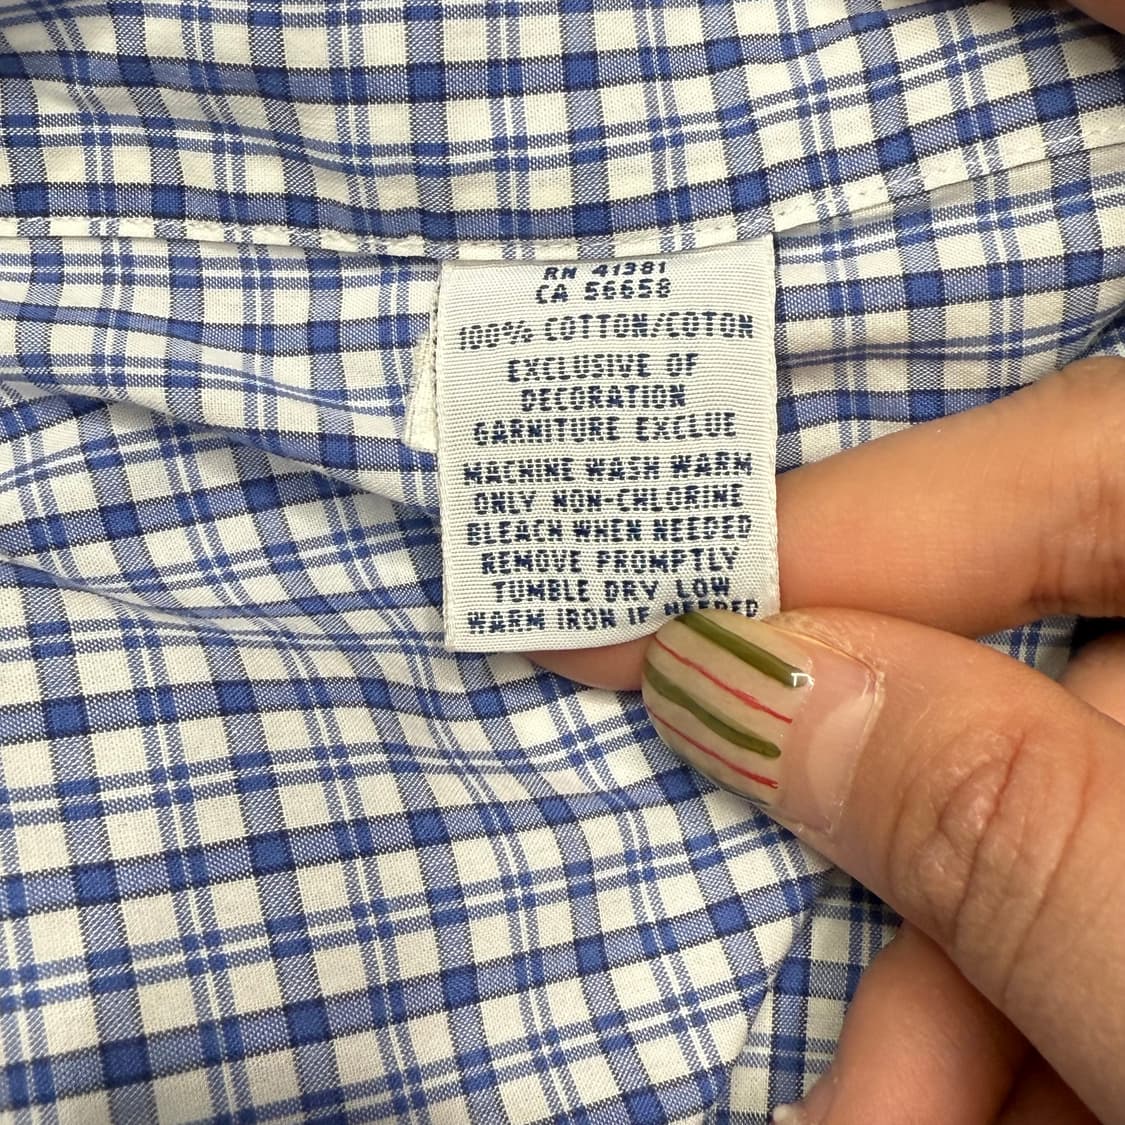 RN 41381
CA 56658
100% COTTON/COTON
EXCLUSIVE OF
DECORATION
GARNITURE EXCLUE
MACHINE WASH WARM
ONLY NON-CHLORINE
BLEACH WHEN NEEDED
REMOVE PROMPTLY
TUMBLE DRY LOW
WARM IRON IF NEEDED